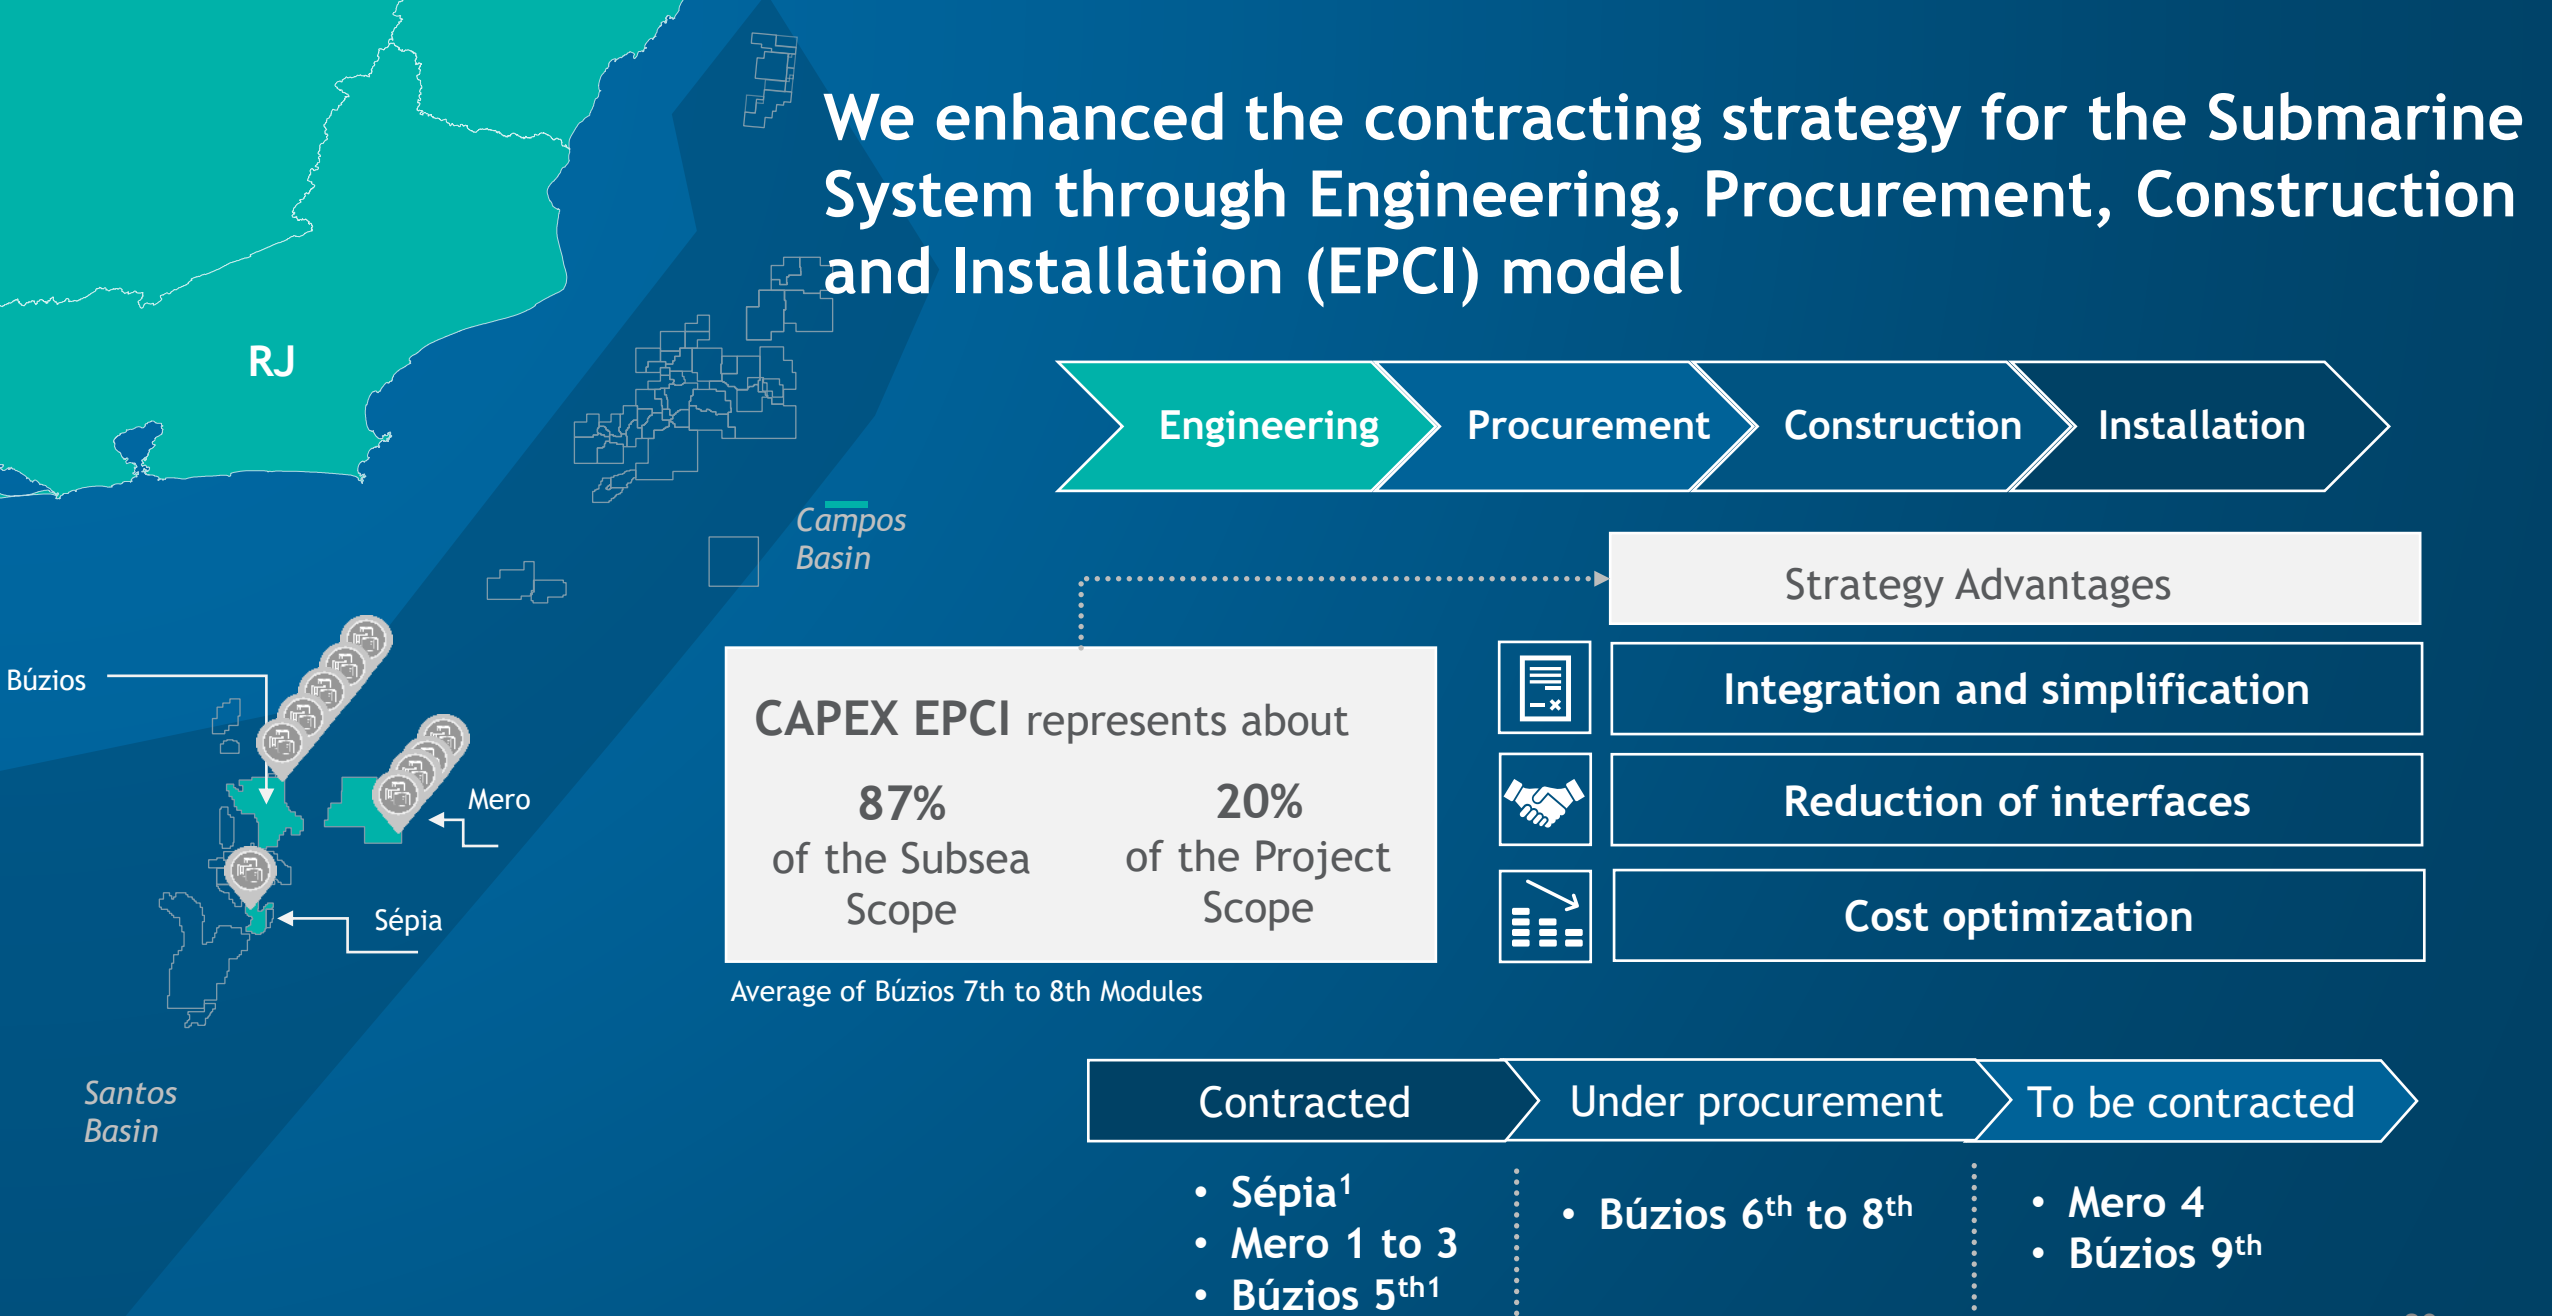 We enhanced the contracting strategy for the Submarine
System through Engineering, Procurement, Construction
and Installation (EPCI) model
RJ
Engineering
Procurement
Construction
Installation
Campos
Basin
Strategy Advantages
Búzios
Integration and simplification
CAPEX EPCI represents about
87%
of the Subsea
Scope
20%
of the Project
Scope
Mero
Reduction of interfaces
Sépia
Cost optimization
Average of Búzios 7th to 8th Modules
Santos
Basin
Contracted
Under procurement
To be contracted
• Sépia¹
• Mero 1 to 3
• Búzios 5ᵗʰ¹
• Búzios 6ᵗʰ to 8ᵗʰ
• Mero 4
• Búzios 9ᵗʰ